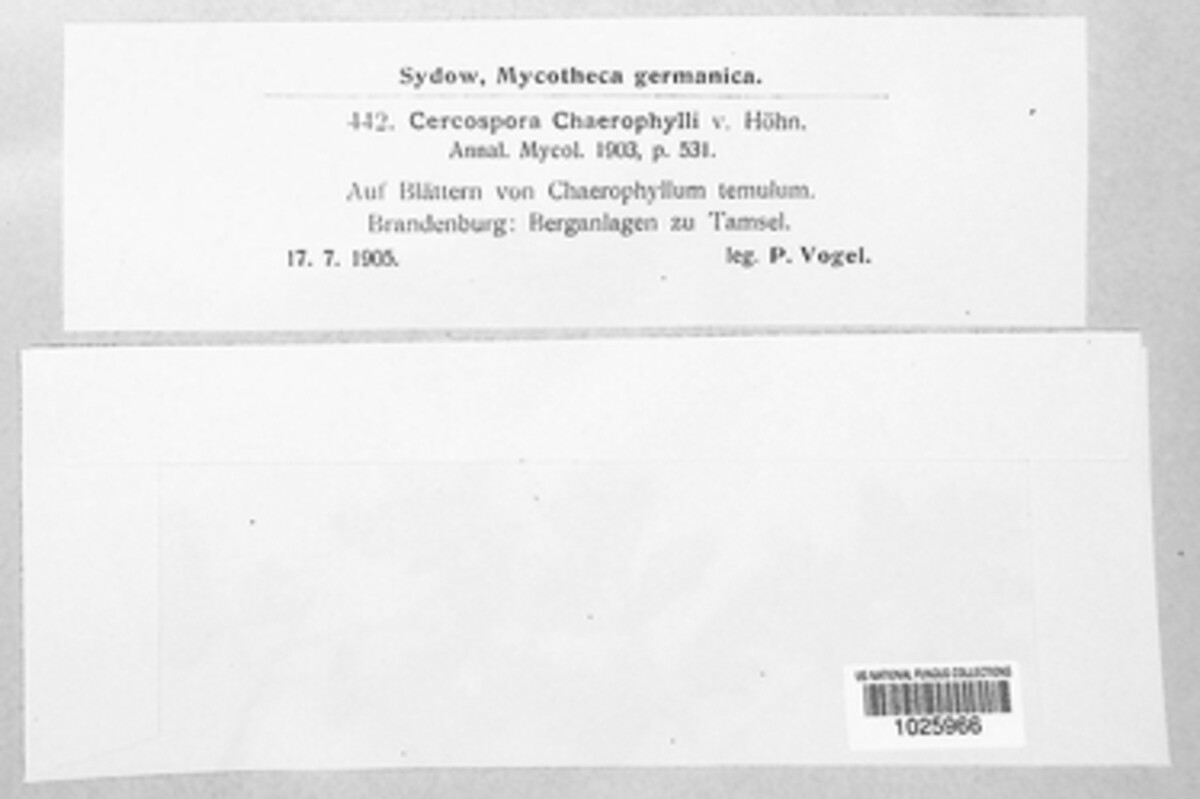 Sydow, Mycotheca germanica.
442. Cercospora Chaerophylli v. Höhn.
Annal. Mycol. 1903, p. 531.
Auf Blättern von Chaerophyllum temulum.
Brandenburg: Berganlagen zu Tamsel.
17. 7. 1905. leg. P. Vogel.
US NATIONAL FUNGUS COLLECTIONS
1025966